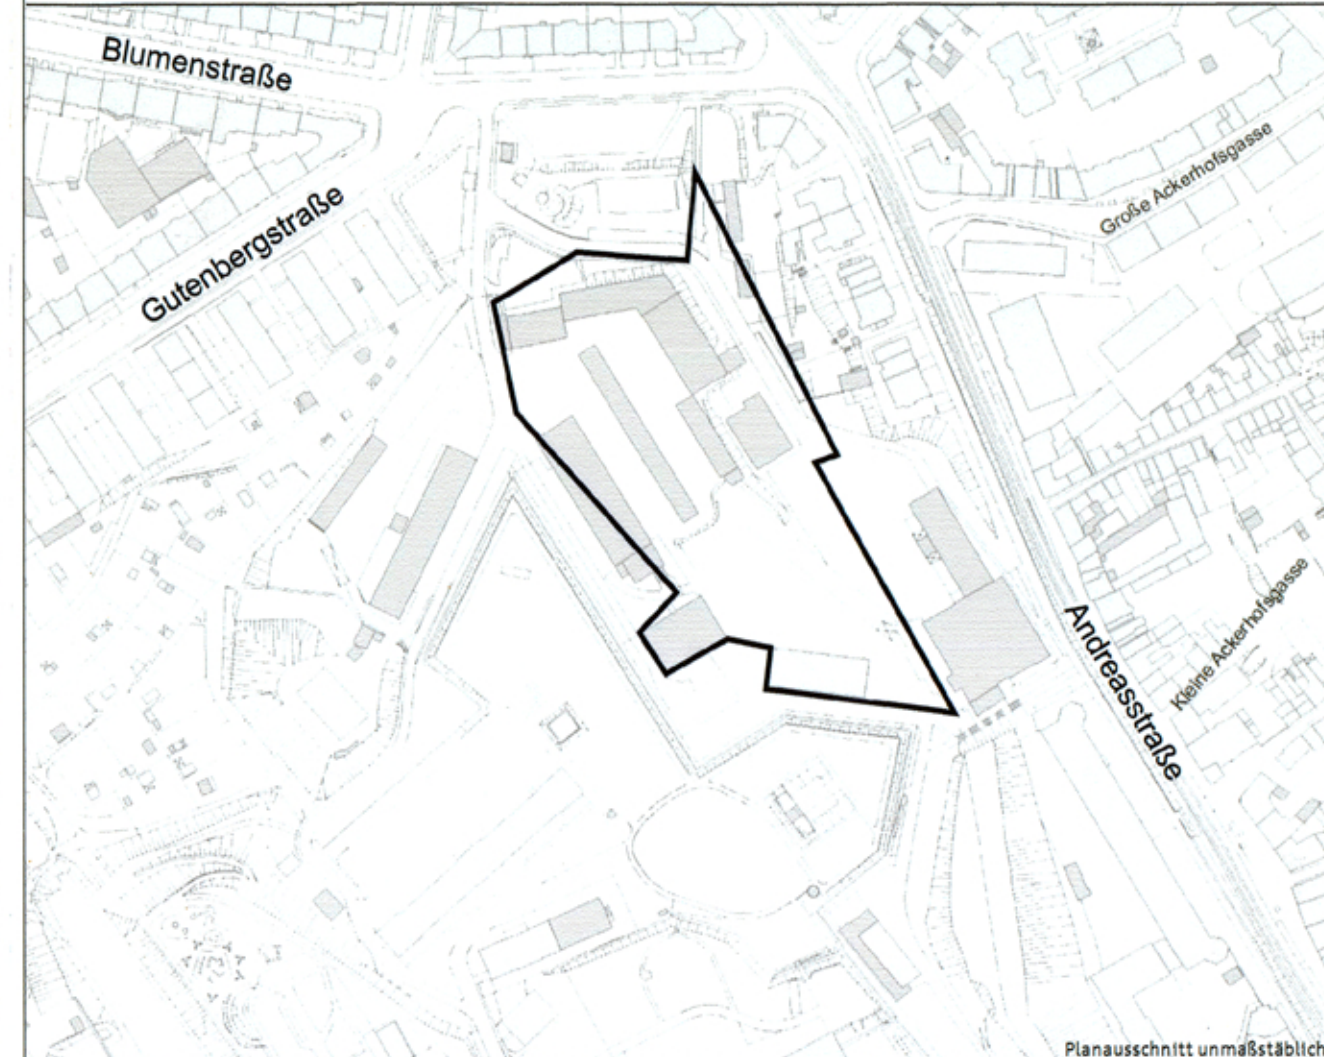 Blumenstraße
Gutenbergstraße
Große Ackerhofsgasse
Kleine Ackerhofsgasse
Andreasstraße
Planausschnitt unmaßstäblich